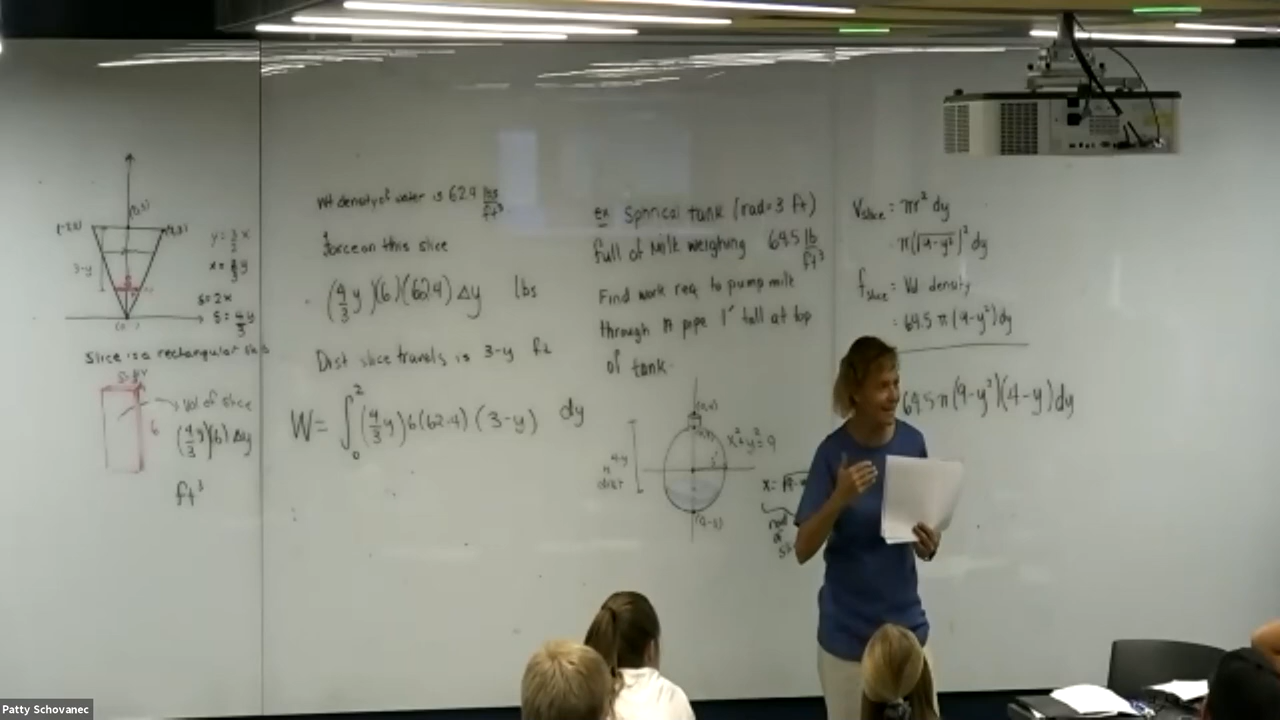 3-y
y = 3/2 x
x = 2/3 y
s = 2x
s = 4/3 y
Slice is a rectangular
Vol of slice
(4/3 y)(6) Δy
6
ft³
Wt density of water is 62.4 lbs/ft³
force on this slice
(4/3 y)(6)(62.4) Δy lbs
Dist slice travels is 3-y ft
W = ∫₀² (4/3 y) 6(62.4) (3-y) dy
ex Sphrical tank (rad=3 ft)
full of Milk weighing 64.5 lb/ft³
Find work req to pump milk
through a pipe 1' tall at top
of tank.
x²+y²=9
4-y
dist
V slice = πr² dy
= π(√9-y²)² dy
f slice = Vol density
= 64.5 π (9-y²) dy
64.5 π (9-y²)(4-y) dy
Patty Schovanec